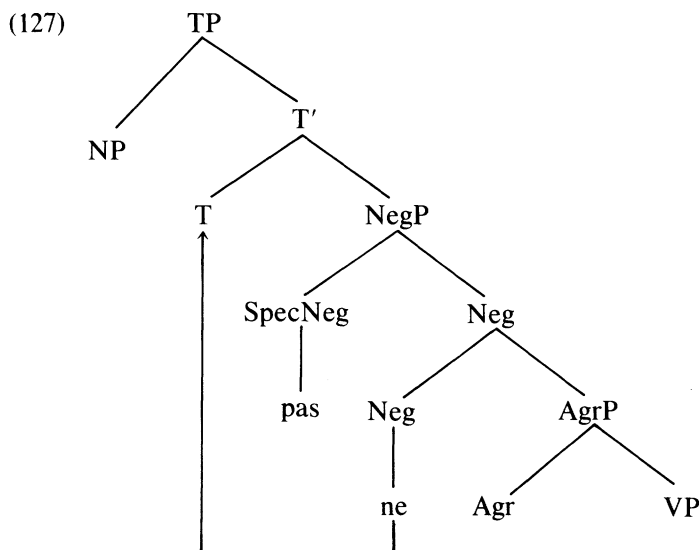 (127) TP
NP T′
T NegP
SpecNeg Neg
pas Neg AgrP
ne Agr VP